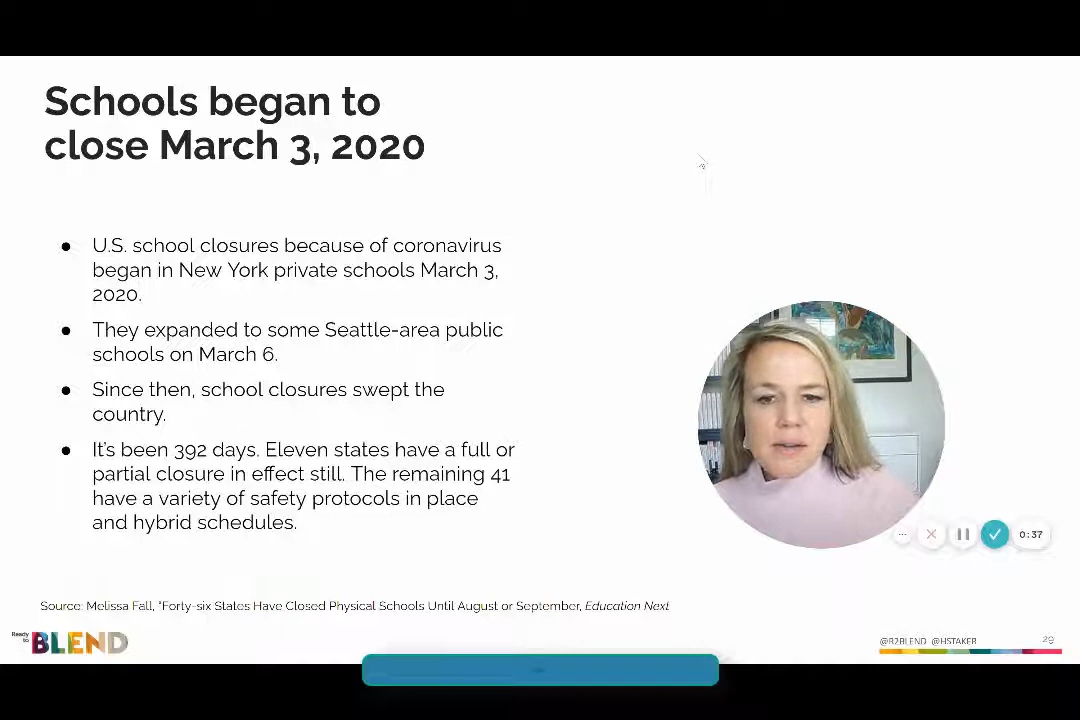 Schools began to
close March 3, 2020
● U.S. school closures because of coronavirus
began in New York private schools March 3,
2020.
● They expanded to some Seattle-area public
schools on March 6.
● Since then, school closures swept the
country.
● It's been 392 days. Eleven states have a full or
partial closure in effect still. The remaining 41
have a variety of safety protocols in place
and hybrid schedules.
0:37
Source: Melissa Fall, "Forty-six States Have Closed Physical Schools Until August or September, Education Next
Ready to BLEND
@R2BLEND @HSTAKER
29